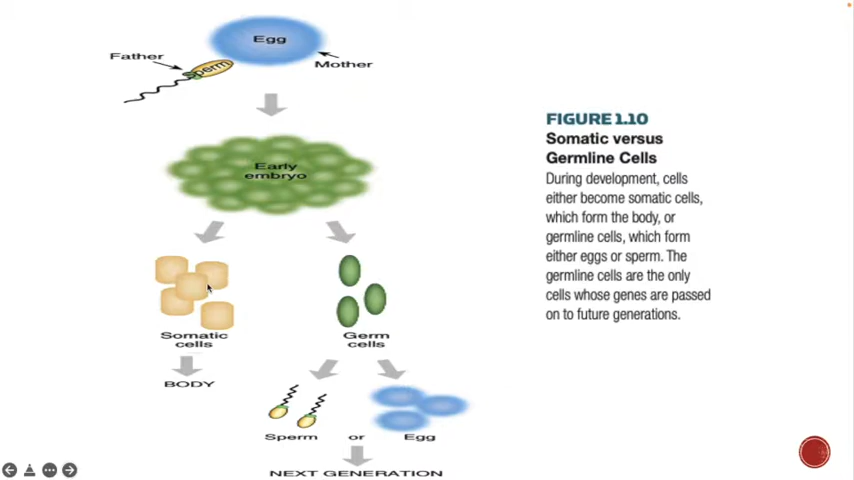 Egg
Father
sperm
Mother
Early
embryo
Somatic
cells
Germ
cells
BODY
Sperm or Egg
NEXT GENERATION
FIGURE 1.10
Somatic versus
Germline Cells
During development, cells
either become somatic cells,
which form the body, or
germline cells, which form
either eggs or sperm. The
germline cells are the only
cells whose genes are passed
on to future generations.